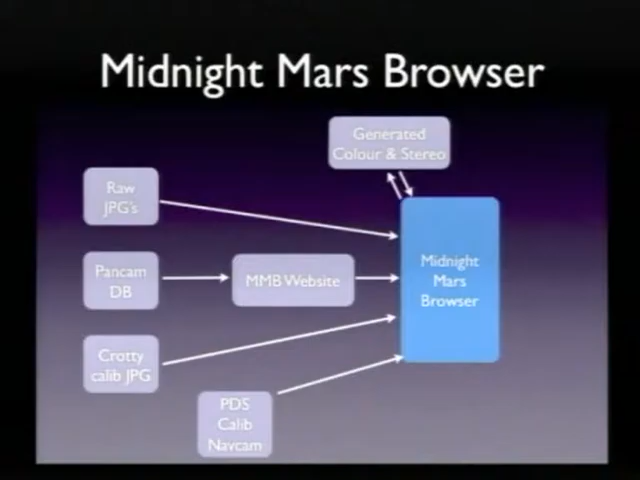 Midnight Mars Browser
Generated
Colour & Stereo
Raw
JPG's
Pancam
DB
MMB Website
Midnight
Mars
Browser
Crotty
calib JPG
PDS
Calib
Navcam